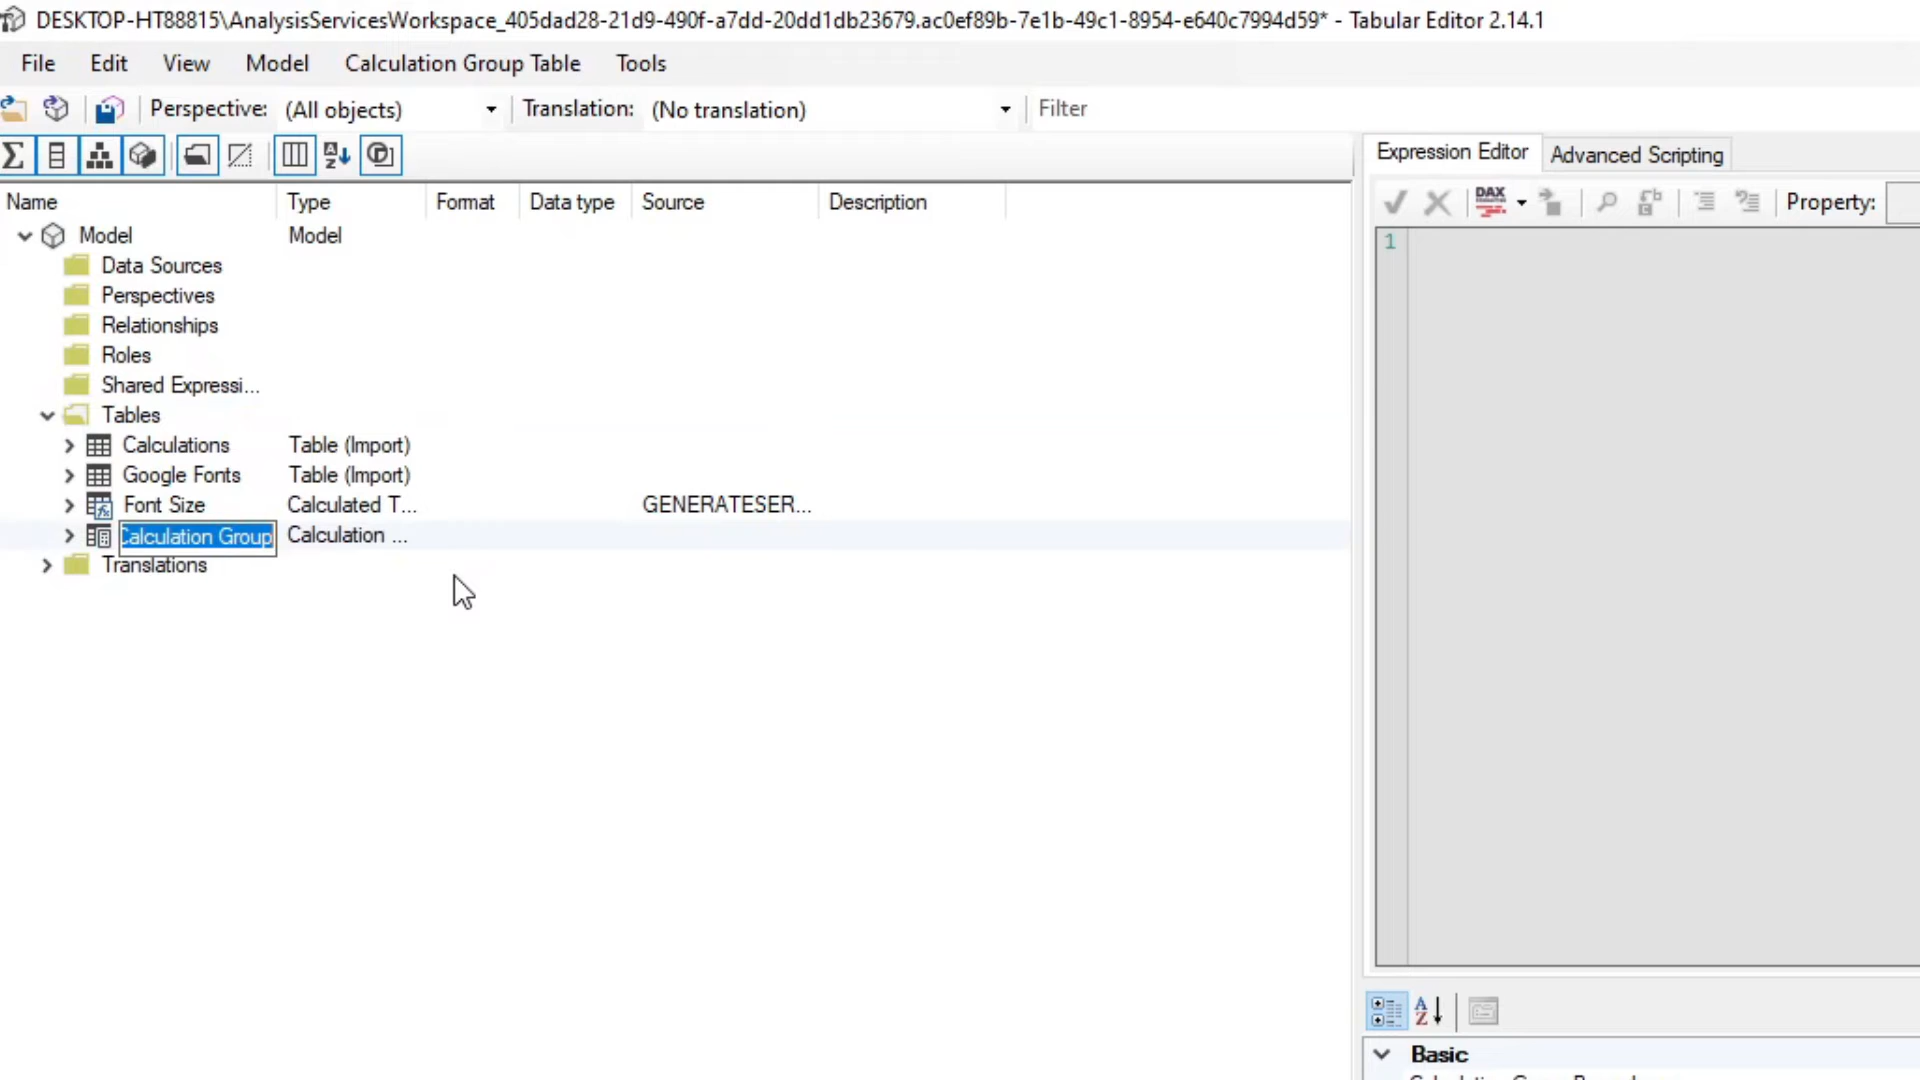 DESKTOP-HT88815\AnalysisServicesWorkspace_405dad28-21d9-490f-a7dd-20dd1db23679.ac0ef89b-7e1b-49c1-8954-e640c7994d59* - Tabular Editor 2.14.1
File Edit View Model Calculation Group Table Tools
Perspective: (All objects) Translation: (No translation) Filter
Expression Editor Advanced Scripting
Name Type Format Data type Source Description
DAX Property:
Model Model
1
Data Sources
Perspectives
Relationships
Roles
Shared Expressi...
Tables
Calculations Table (Import)
Google Fonts Table (Import)
Font Size Calculated T... GENERATESER...
Calculation Group Calculation ...
Translations
Basic